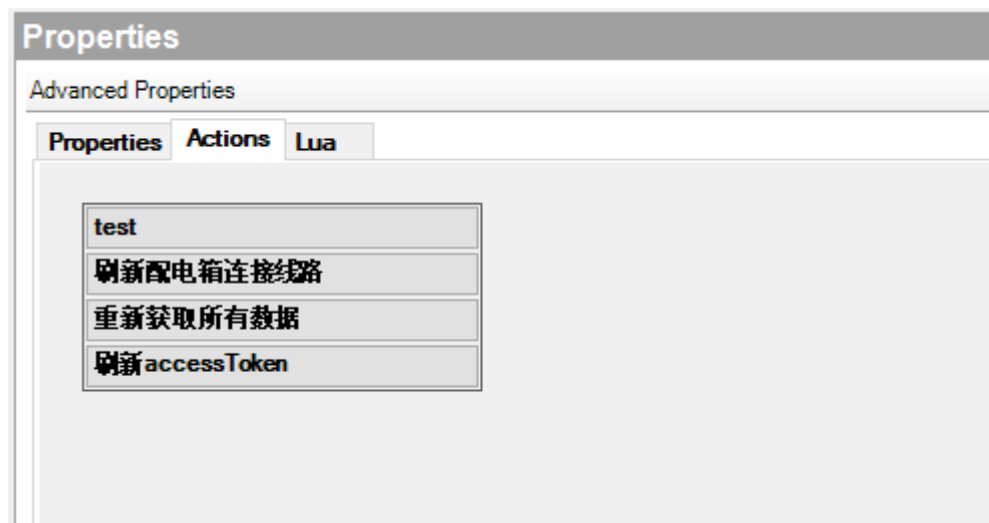 Properties
Advanced Properties
Properties Actions Lua
test
刷新配电箱连接线路
重新获取所有数据
刷新accessToken